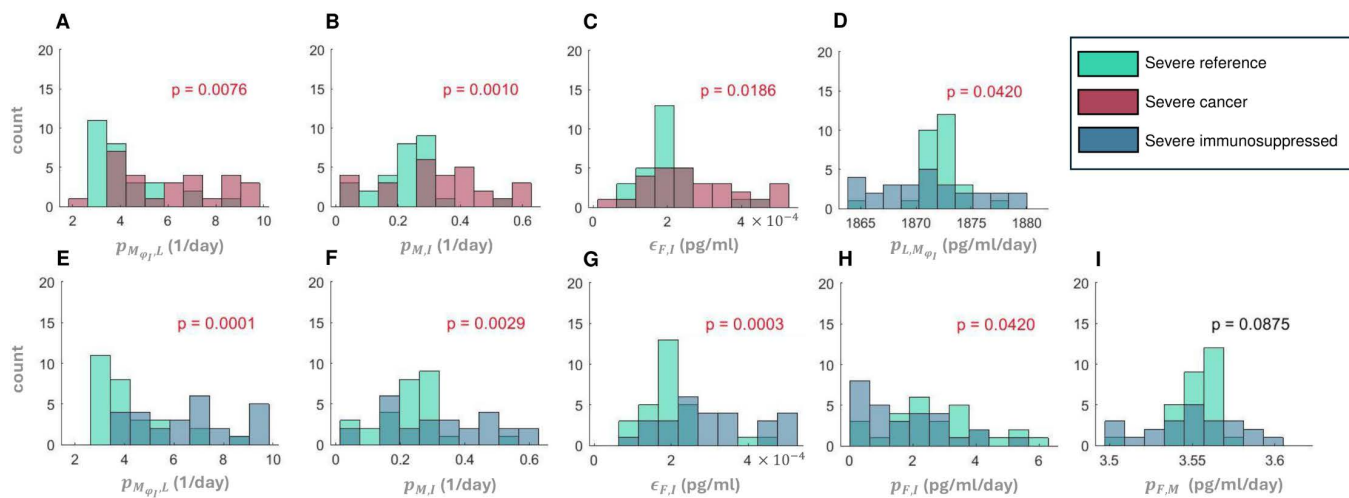 A
B
C
D
20
15
10
5
0
count
p = 0.0076
2 4 6 8 10
p_{M_{φ_I},L} (1/day)
20
15
10
5
0
p = 0.0010
0 0.2 0.4 0.6
p_{M,I} (1/day)
20
15
10
5
0
p = 0.0186
0 2 4 × 10^{-4}
ϵ_{F,I} (pg/ml)
20
15
10
5
0
p = 0.0420
1865 1870 1875 1880
p_{L,M_{φ_I}} (pg/ml/day)
Severe reference
Severe cancer
Severe immunosuppressed
E
F
G
H
I
20
15
10
5
0
count
p = 0.0001
2 4 6 8 10
p_{M_{φ_I},L} (1/day)
20
15
10
5
0
p = 0.0029
0 0.2 0.4 0.6
p_{M,I} (1/day)
20
15
10
5
0
p = 0.0003
0 2 4 × 10^{-4}
ϵ_{F,I} (pg/ml)
20
15
10
5
0
p = 0.0420
0 2 4 6
p_{F,I} (pg/ml/day)
20
15
10
5
0
p = 0.0875
3.5 3.55 3.6
p_{F,M} (pg/ml/day)